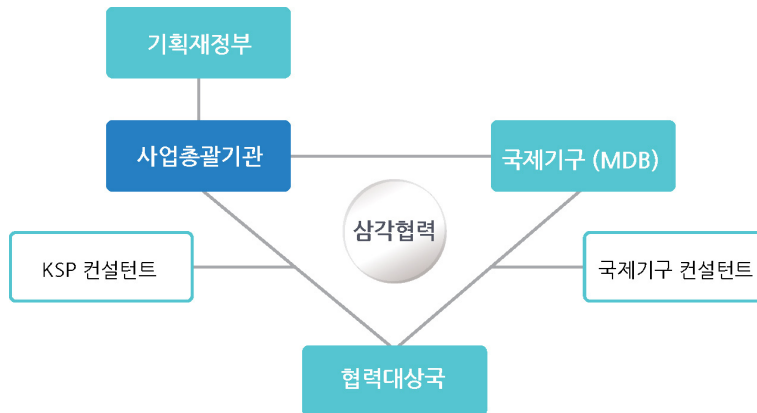 기획재정부
사업총괄기관
국제기구 (MDB)
삼각협력
KSP 컨설턴트
국제기구 컨설턴트
협력대상국